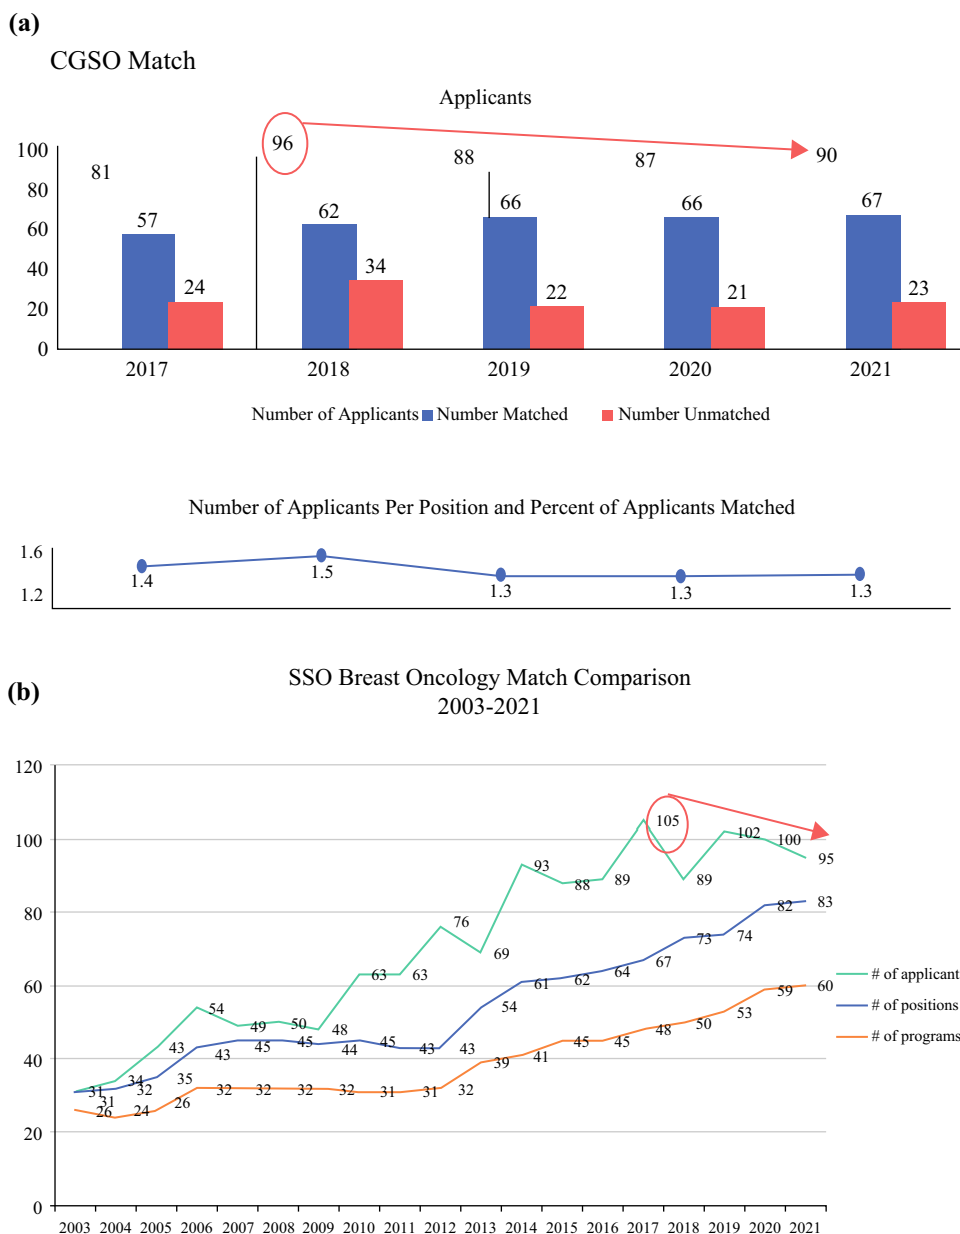 (a)
CGSO Match
Applicants
100
80
60
40
20
0
81
96
88
87
90
57
62
66
66
67
24
34
22
21
23
2017 2018 2019 2020 2021
Number of Applicants Number Matched Number Unmatched
Number of Applicants Per Position and Percent of Applicants Matched
1.6
1.2
1.4 1.5 1.3 1.3 1.3
(b)
SSO Breast Oncology Match Comparison
2003-2021
120
100
80
60
40
20
0
31 34 43 54 49 50 48 63 63 76 69 93 88 89 105 89 102 100 95
31 32 35 43 45 45 44 45 43 43 54 61 62 64 67 73 74 82 83
26 24 26 32 32 32 32 31 31 32 39 41 45 45 48 50 53 59 60
# of applicant
# of positions
# of programs
2003 2004 2005 2006 2007 2008 2009 2010 2011 2012 2013 2014 2015 2016 2017 2018 2019 2020 2021